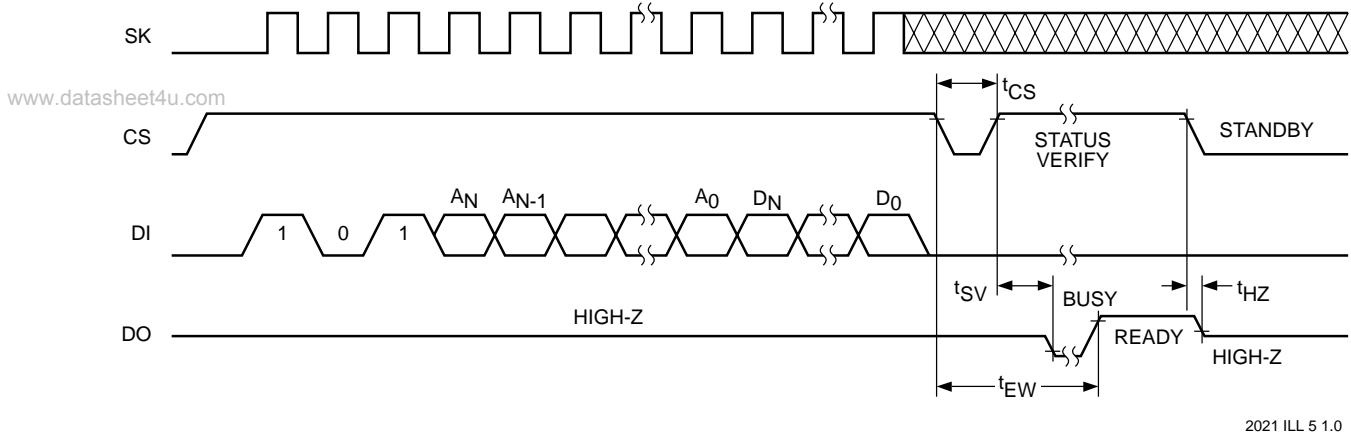 SK
www.datasheet4u.com
tCS
CS
STATUS
VERIFY
STANDBY
AN
AN-1
A0
DN
D0
DI
1
0
1
tSV
BUSY
tHZ
HIGH-Z
DO
READY
HIGH-Z
tEW
2021 ILL 5 1.0